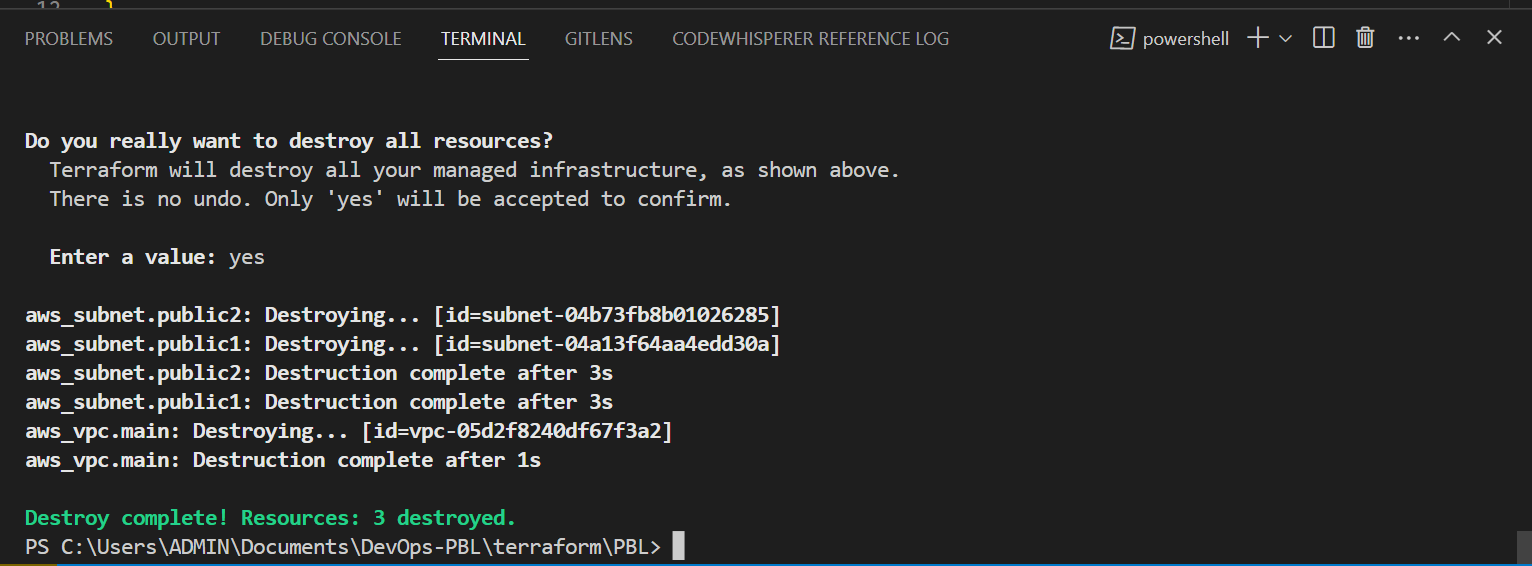 PROBLEMS OUTPUT DEBUG CONSOLE TERMINAL GITLENS CODEWHISPERER REFERENCE LOG powershell
Do you really want to destroy all resources?
Terraform will destroy all your managed infrastructure, as shown above.
There is no undo. Only 'yes' will be accepted to confirm.
Enter a value: yes
aws_subnet.public2: Destroying... [id=subnet-04b73fb8b01026285]
aws_subnet.public1: Destroying... [id=subnet-04a13f64aa4edd30a]
aws_subnet.public2: Destruction complete after 3s
aws_subnet.public1: Destruction complete after 3s
aws_vpc.main: Destroying... [id=vpc-05d2f8240df67f3a2]
aws_vpc.main: Destruction complete after 1s
Destroy complete! Resources: 3 destroyed.
PS C:\Users\ADMIN\Documents\DevOps-PBL\terraform\PBL>